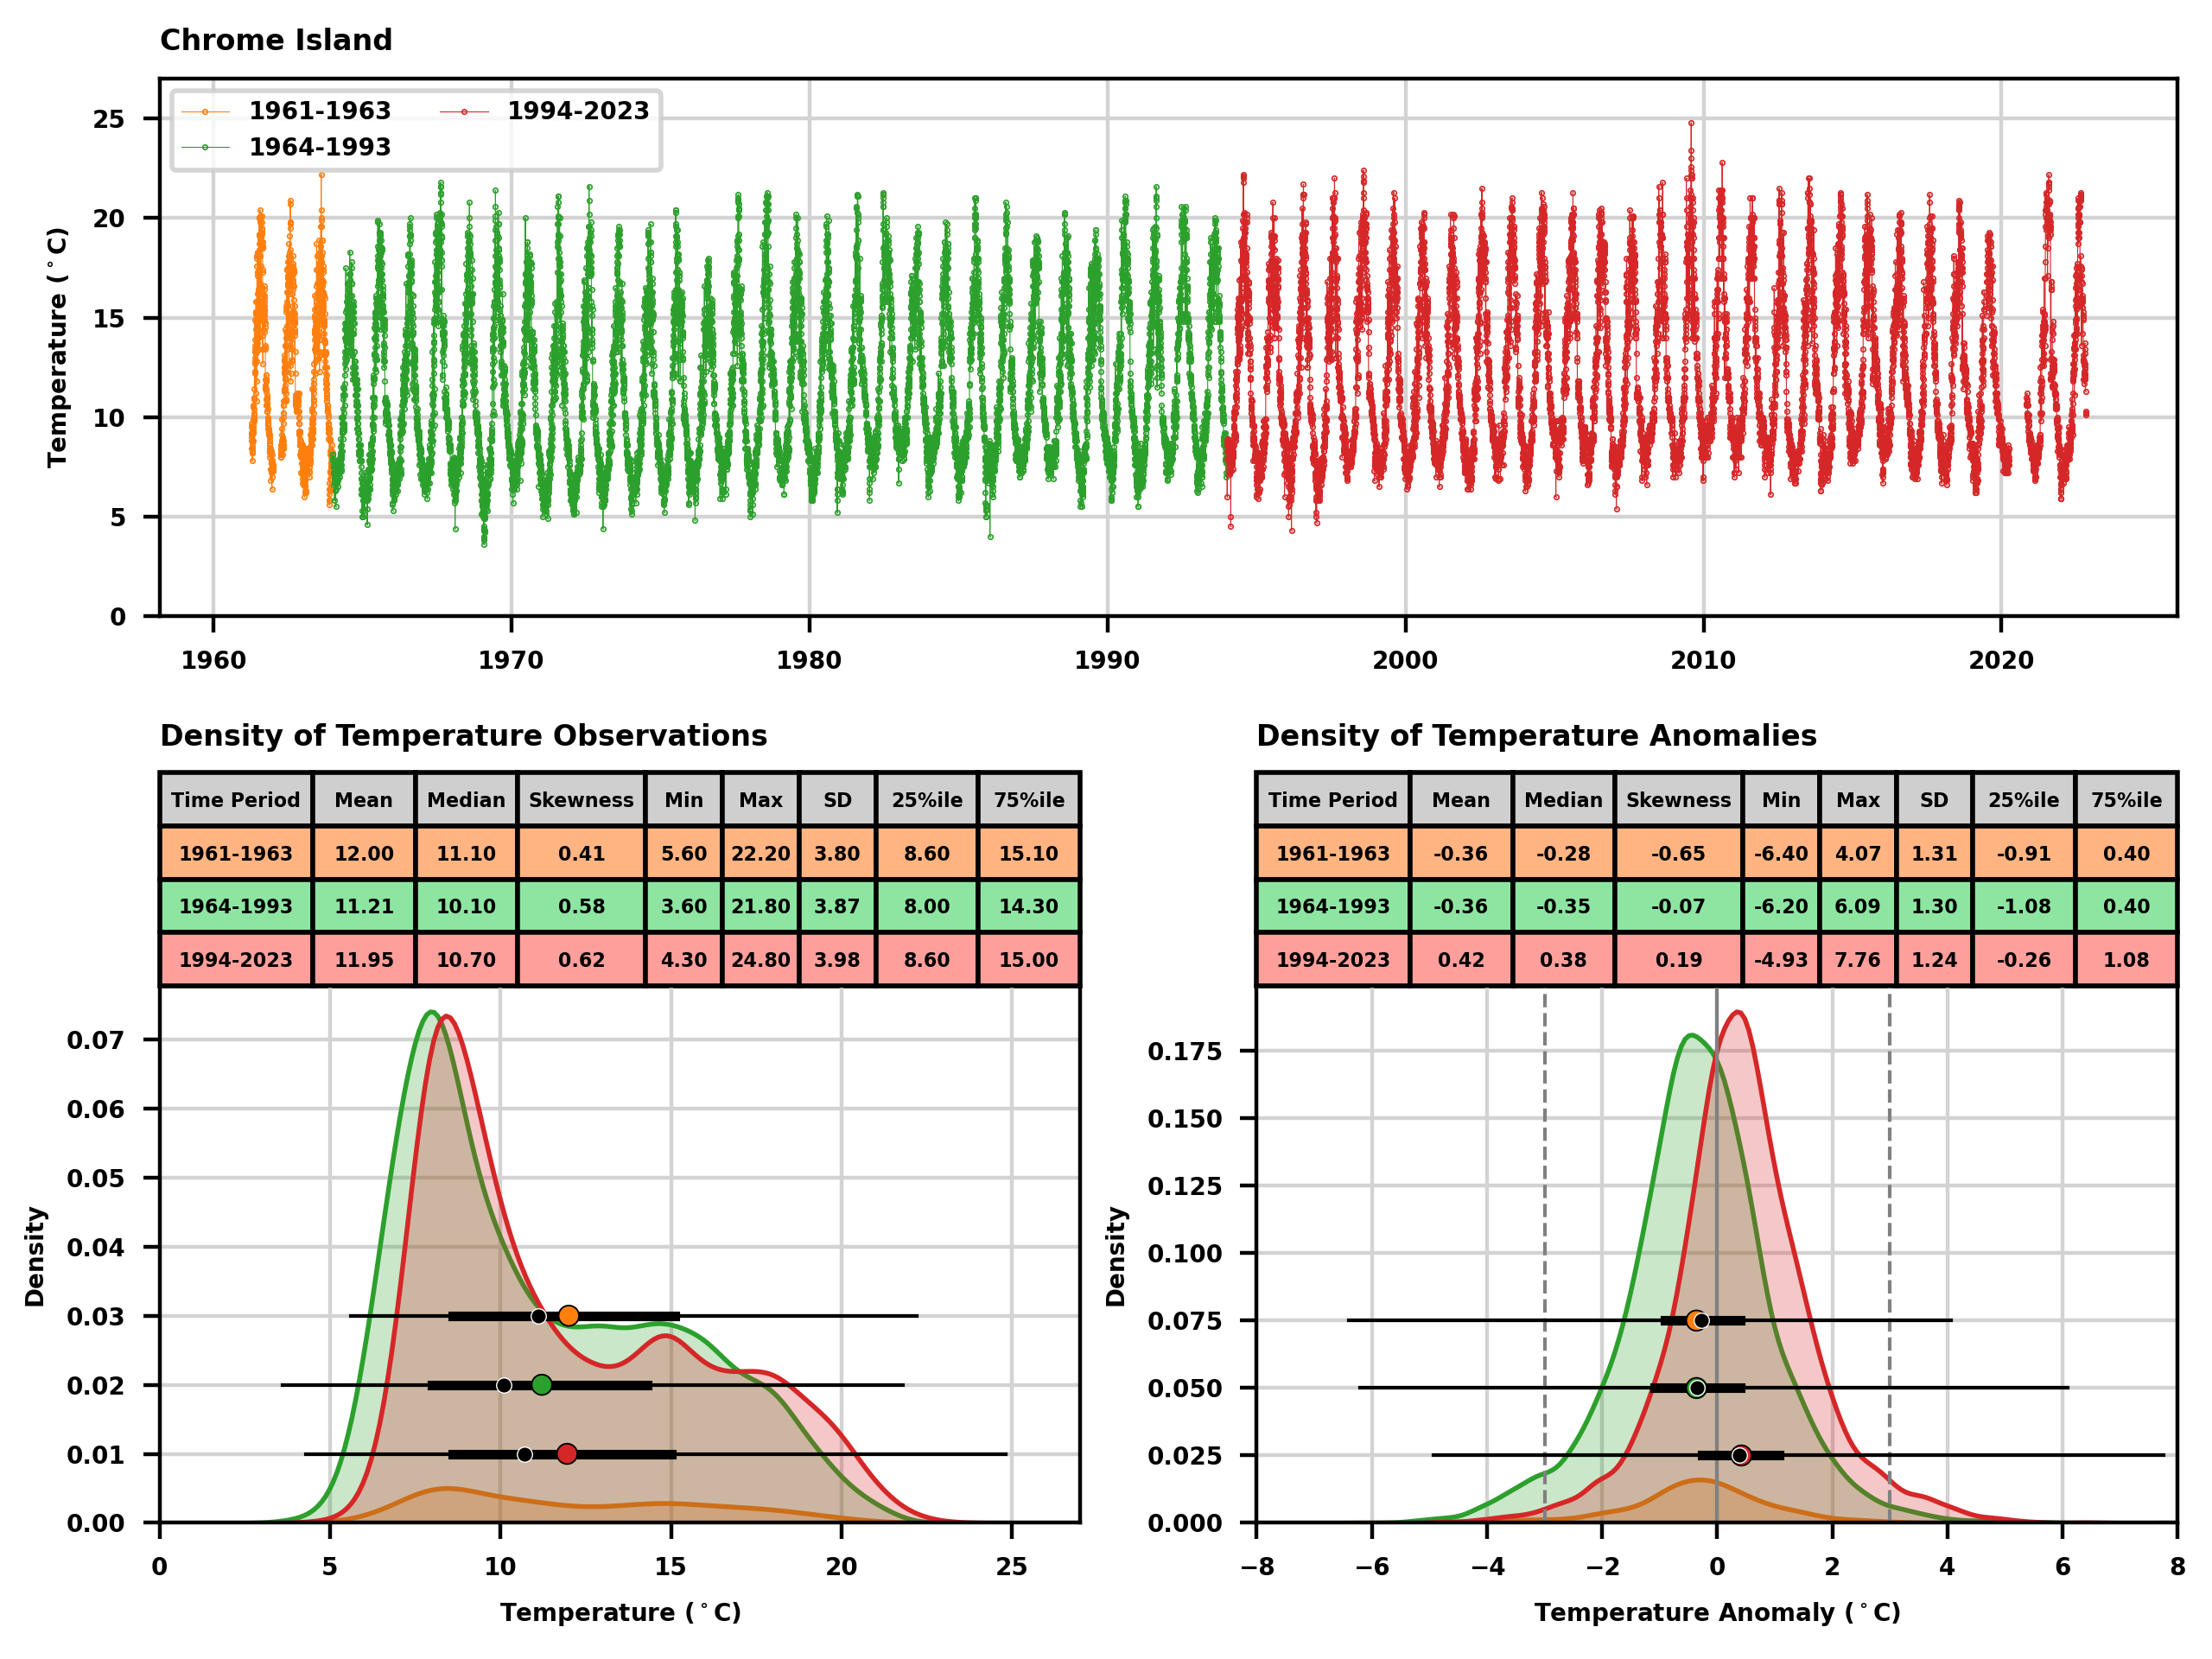 Chrome Island
1961-1963 1994-2023
1964-1993
Temperature (°C)
25
20
15
10
5
0
1960 1970 1980 1990 2000 2010 2020
Density of Temperature Observations
Time Period Mean Median Skewness Min Max SD 25%ile 75%ile
1961-1963 12.00 11.10 0.41 5.60 22.20 3.80 8.60 15.10
1964-1993 11.21 10.10 0.58 3.60 21.80 3.87 8.00 14.30
1994-2023 11.95 10.70 0.62 4.30 24.80 3.98 8.60 15.00
Density
0.07
0.06
0.05
0.04
0.03
0.02
0.01
0.00
0 5 10 15 20 25
Temperature (°C)
Density of Temperature Anomalies
Time Period Mean Median Skewness Min Max SD 25%ile 75%ile
1961-1963 -0.36 -0.28 -0.65 -6.40 4.07 1.31 -0.91 0.40
1964-1993 -0.36 -0.35 -0.07 -6.20 6.09 1.30 -1.08 0.40
1994-2023 0.42 0.38 0.19 -4.93 7.76 1.24 -0.26 1.08
Density
0.175
0.150
0.125
0.100
0.075
0.050
0.025
0.000
−8 −6 −4 −2 0 2 4 6 8
Temperature Anomaly (°C)